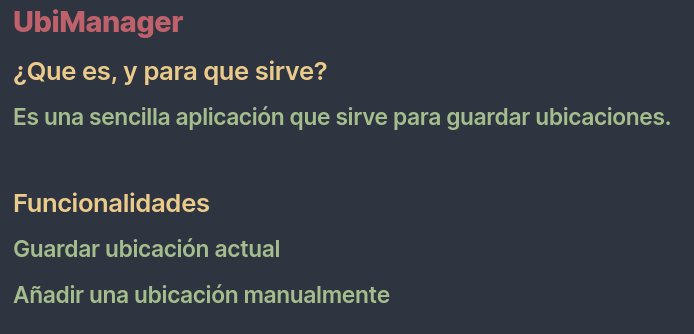 UbiManager
¿Que es, y para que sirve?
Es una sencilla aplicación que sirve para guardar ubicaciones.
Funcionalidades
Guardar ubicación actual
Añadir una ubicación manualmente